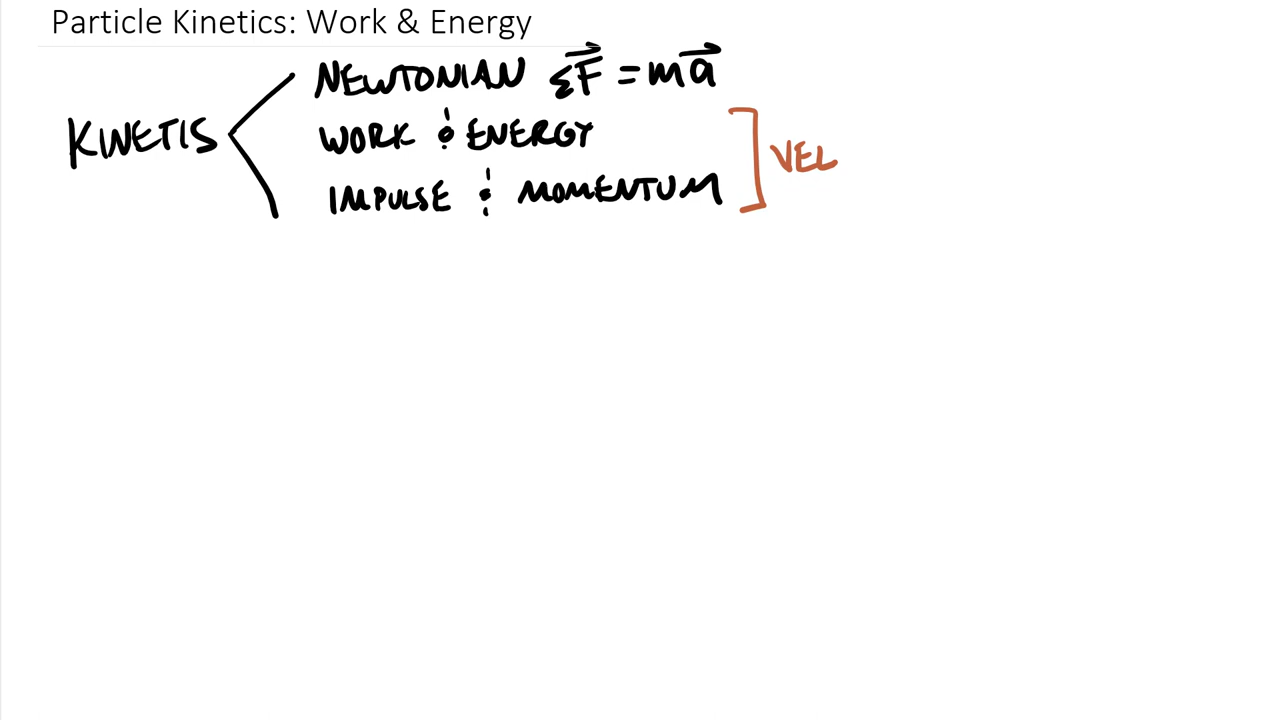 Particle Kinetics: Work & Energy
NEWTONIAN ΣF⃗ = ma⃗
KINETIS
WORK & ENERGY
VEL
IMPULSE & MOMENTUM